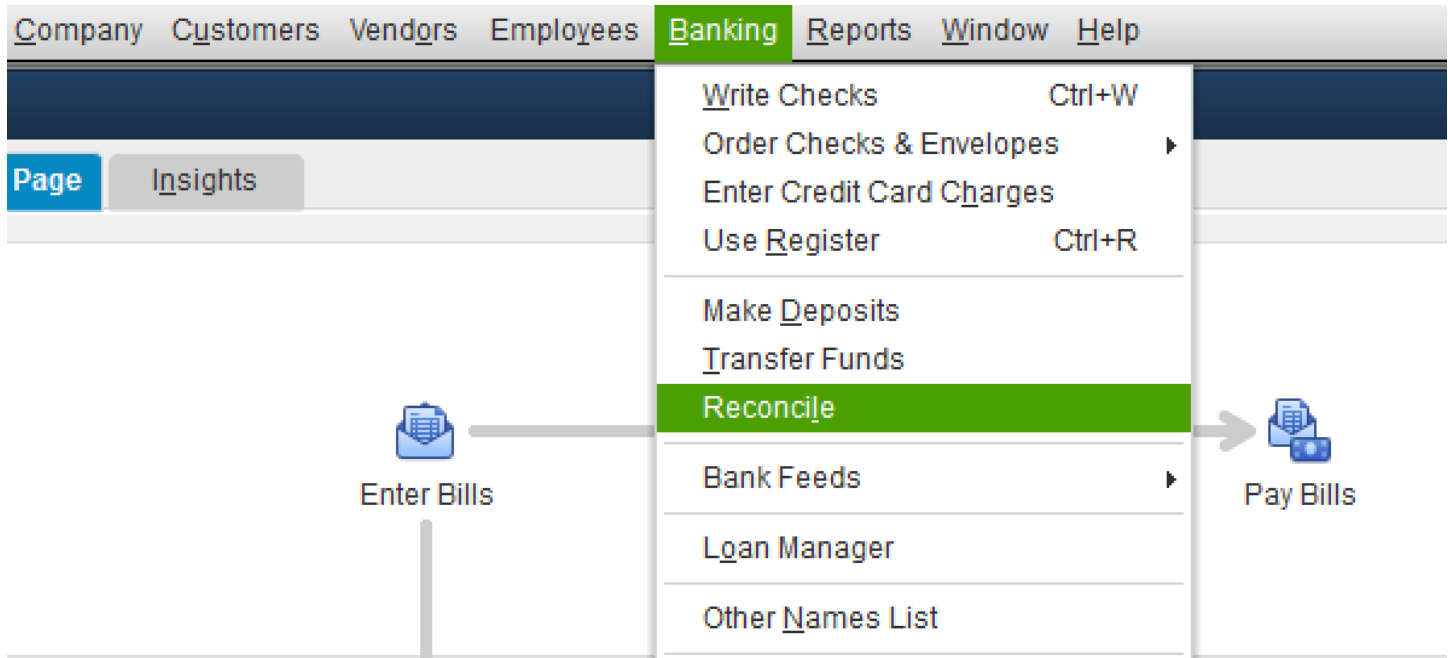 Company Customers Vendors Employees Banking Reports Window Help
Write Checks Ctrl+W
Order Checks & Envelopes
Page Insights
Enter Credit Card Charges
Use Register Ctrl+R
Make Deposits
Transfer Funds
Reconcile
Bank Feeds
Enter Bills
Pay Bills
Loan Manager
Other Names List